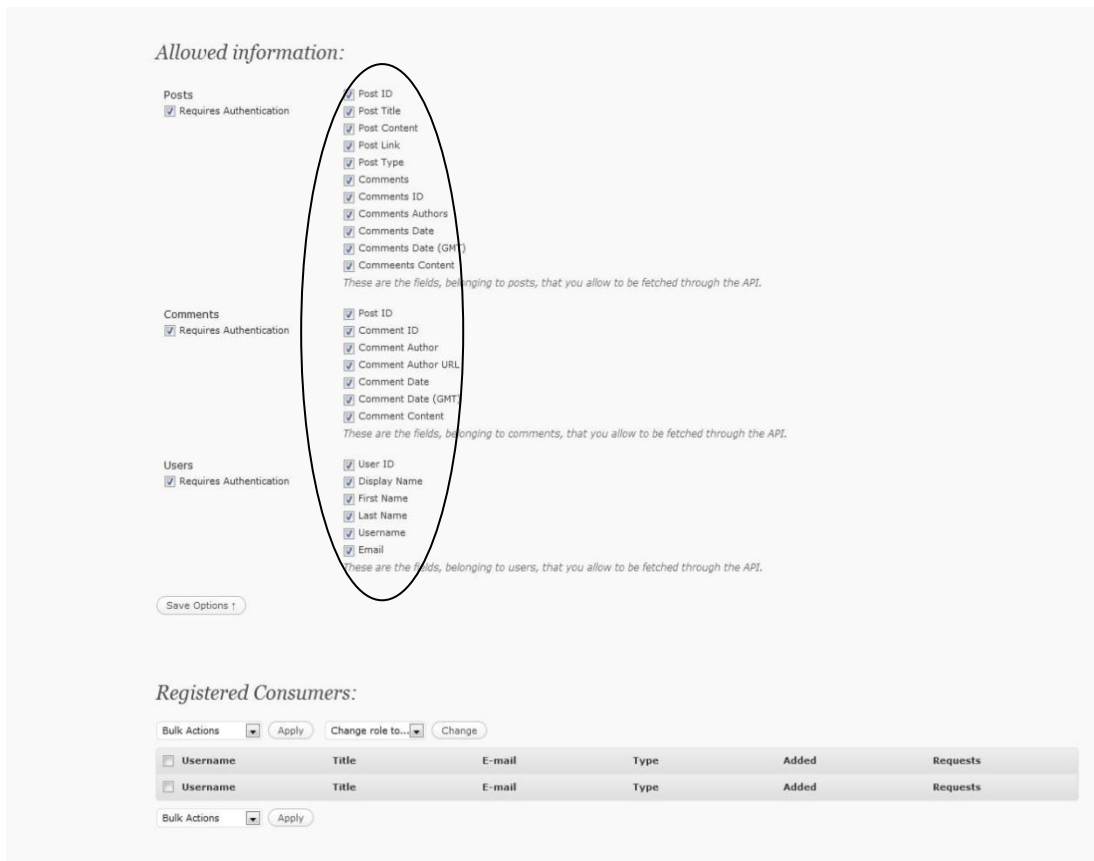 Allowed information:
Posts
Requires Authentication
Post ID
Post Title
Post Content
Post Link
Post Type
Comments
Comments ID
Comments Authors
Comments Date
Comments Date (GMT)
Commeents Content
These are the fields, belonging to posts, that you allow to be fetched through the API.
Comments
Requires Authentication
Post ID
Comment ID
Comment Author
Comment Author URL
Comment Date
Comment Date (GMT)
Comment Content
These are the fields, belonging to comments, that you allow to be fetched through the API.
Users
Requires Authentication
User ID
Display Name
First Name
Last Name
Username
Email
These are the fields, belonging to users, that you allow to be fetched through the API.
Save Options ↑
Registered Consumers:
Bulk Actions Apply Change role to... Change
Username Title E-mail Type Added Requests
Username Title E-mail Type Added Requests
Bulk Actions Apply